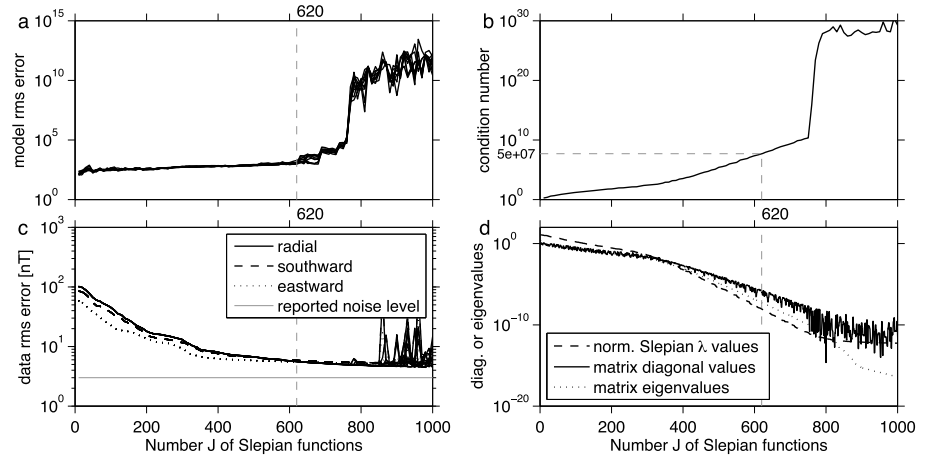 620
a
10^15
10^10
10^5
10^0
model rms error
b
10^30
10^20
10^10
5e+07
10^0
condition number
620
c
10^3
10^2
10^1
10^0
data rms error [nT]
radial
southward
eastward
reported noise level
0 200 400 600 800 1000
Number J of Slepian functions
620
d
10^0
10^−10
10^−20
diag. or eigenvalues
norm. Slepian λ values
matrix diagonal values
matrix eigenvalues
0 200 400 600 800 1000
Number J of Slepian functions